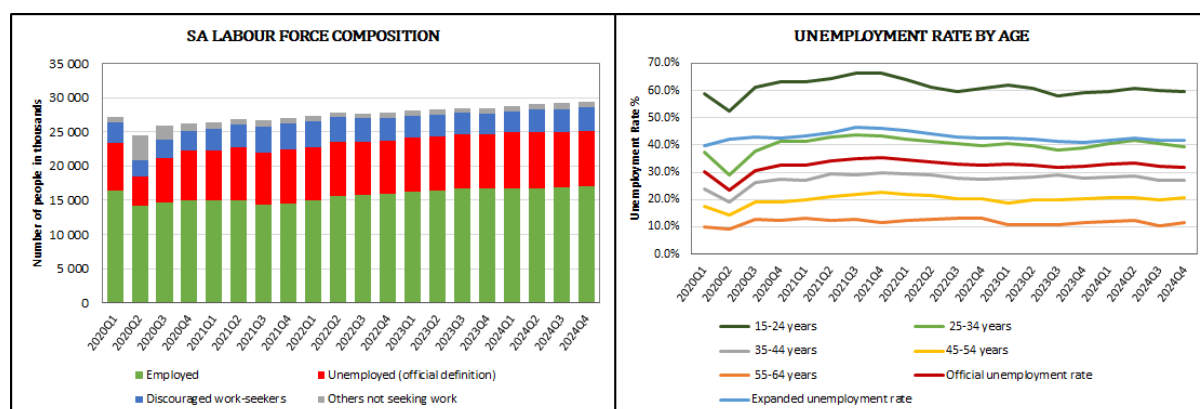 SA LABOUR FORCE COMPOSITION
Number of people in thousands
35 000
30 000
25 000
20 000
15 000
10 000
5 000
0
2020Q1
2020Q2
2020Q3
2020Q4
2021Q1
2021Q2
2021Q3
2021Q4
2022Q1
2022Q2
2022Q3
2022Q4
2023Q1
2023Q2
2023Q3
2023Q4
2024Q1
2024Q2
2024Q3
2024Q4
Employed
Unemployed (official definition)
Discouraged work-seekers
Others not seeking work
UNEMPLOYMENT RATE BY AGE
Unemployment Rate %
70.0%
60.0%
50.0%
40.0%
30.0%
20.0%
10.0%
0.0%
2020Q1
2020Q2
2020Q3
2020Q4
2021Q1
2021Q2
2021Q3
2021Q4
2022Q1
2022Q2
2022Q3
2022Q4
2023Q1
2023Q2
2023Q3
2023Q4
2024Q1
2024Q2
2024Q3
2024Q4
15-24 years
25-34 years
35-44 years
45-54 years
55-64 years
Official unemployment rate
Expanded unemployment rate